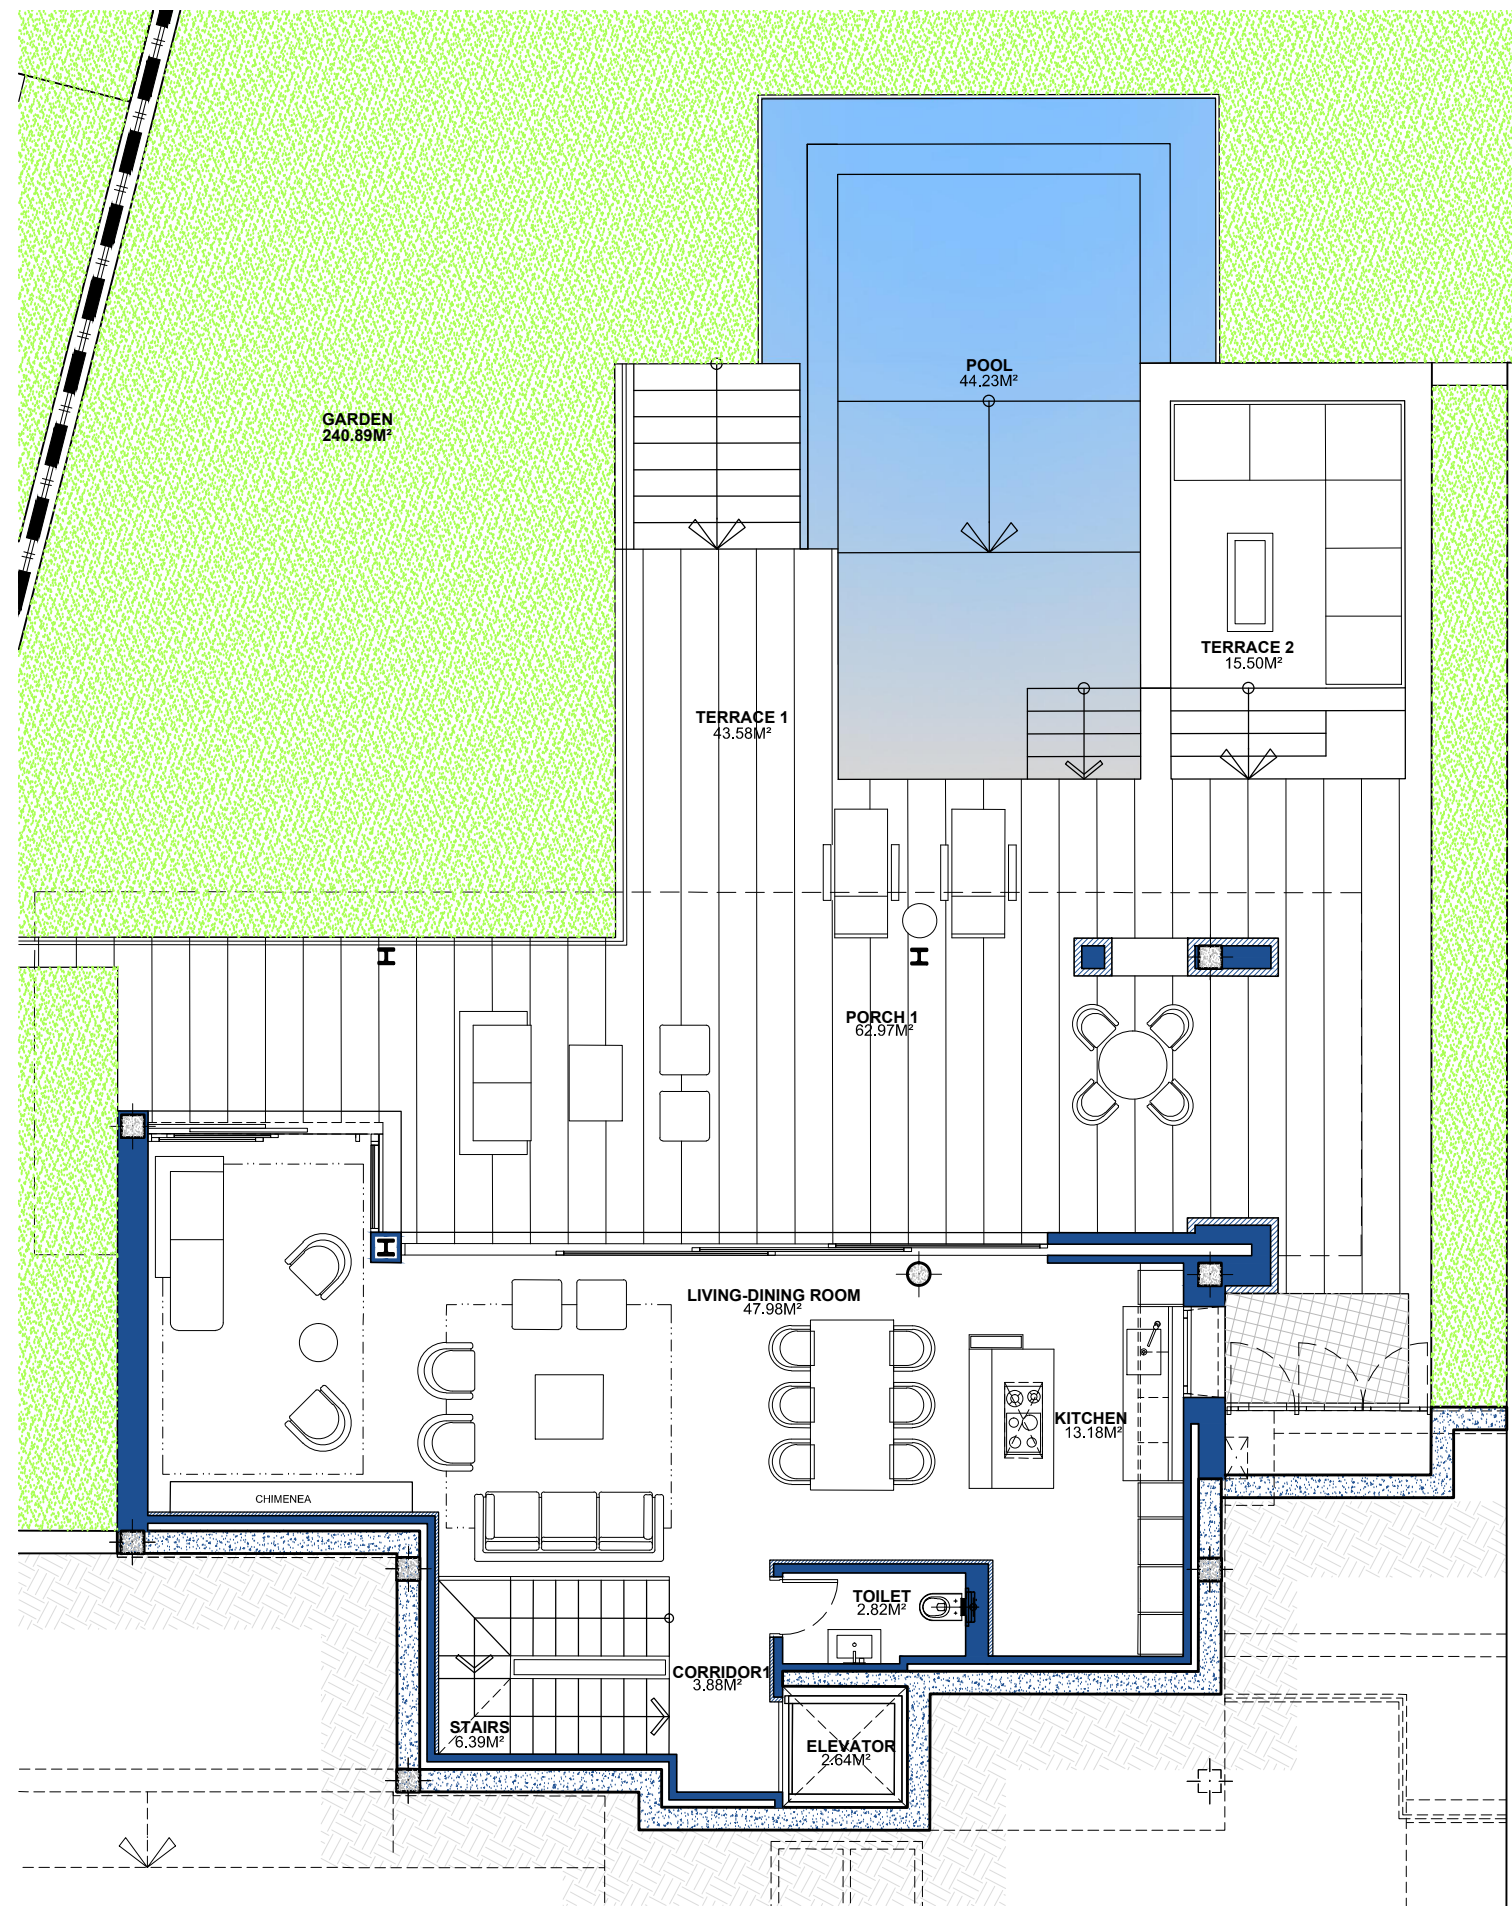 POOL
44.23M²
GARDEN
240.89M²
TERRACE 2
15.50M²
TERRACE 1
43.58M²
PORCH 1
62.97M²
LIVING-DINING ROOM
47.98M²
KITCHEN
13.18M²
CHIMENEA
TOILET
2.82M²
CORRIDOR1
3.88M²
STAIRS
6.39M²
ELEVATOR
2.64M²